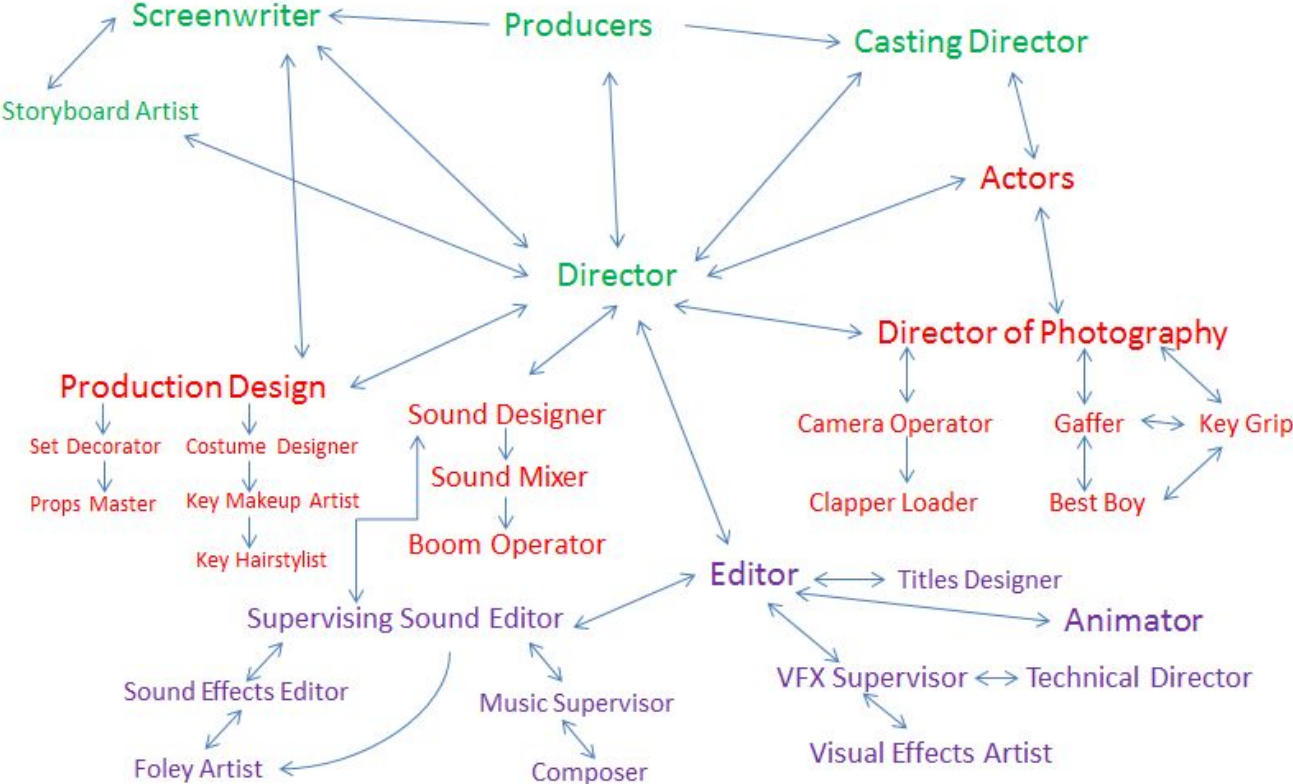 Screenwriter
Producers
Casting Director
Storyboard Artist
Actors
Director
Director of Photography
Production Design
Sound Designer
Camera Operator
Gaffer
Key Grip
Set Decorator
Costume Designer
Sound Mixer
Props Master
Key Makeup Artist
Clapper Loader
Best Boy
Boom Operator
Key Hairstylist
Editor
Titles Designer
Supervising Sound Editor
Animator
VFX Supervisor
Technical Director
Sound Effects Editor
Music Supervisor
Visual Effects Artist
Foley Artist
Composer